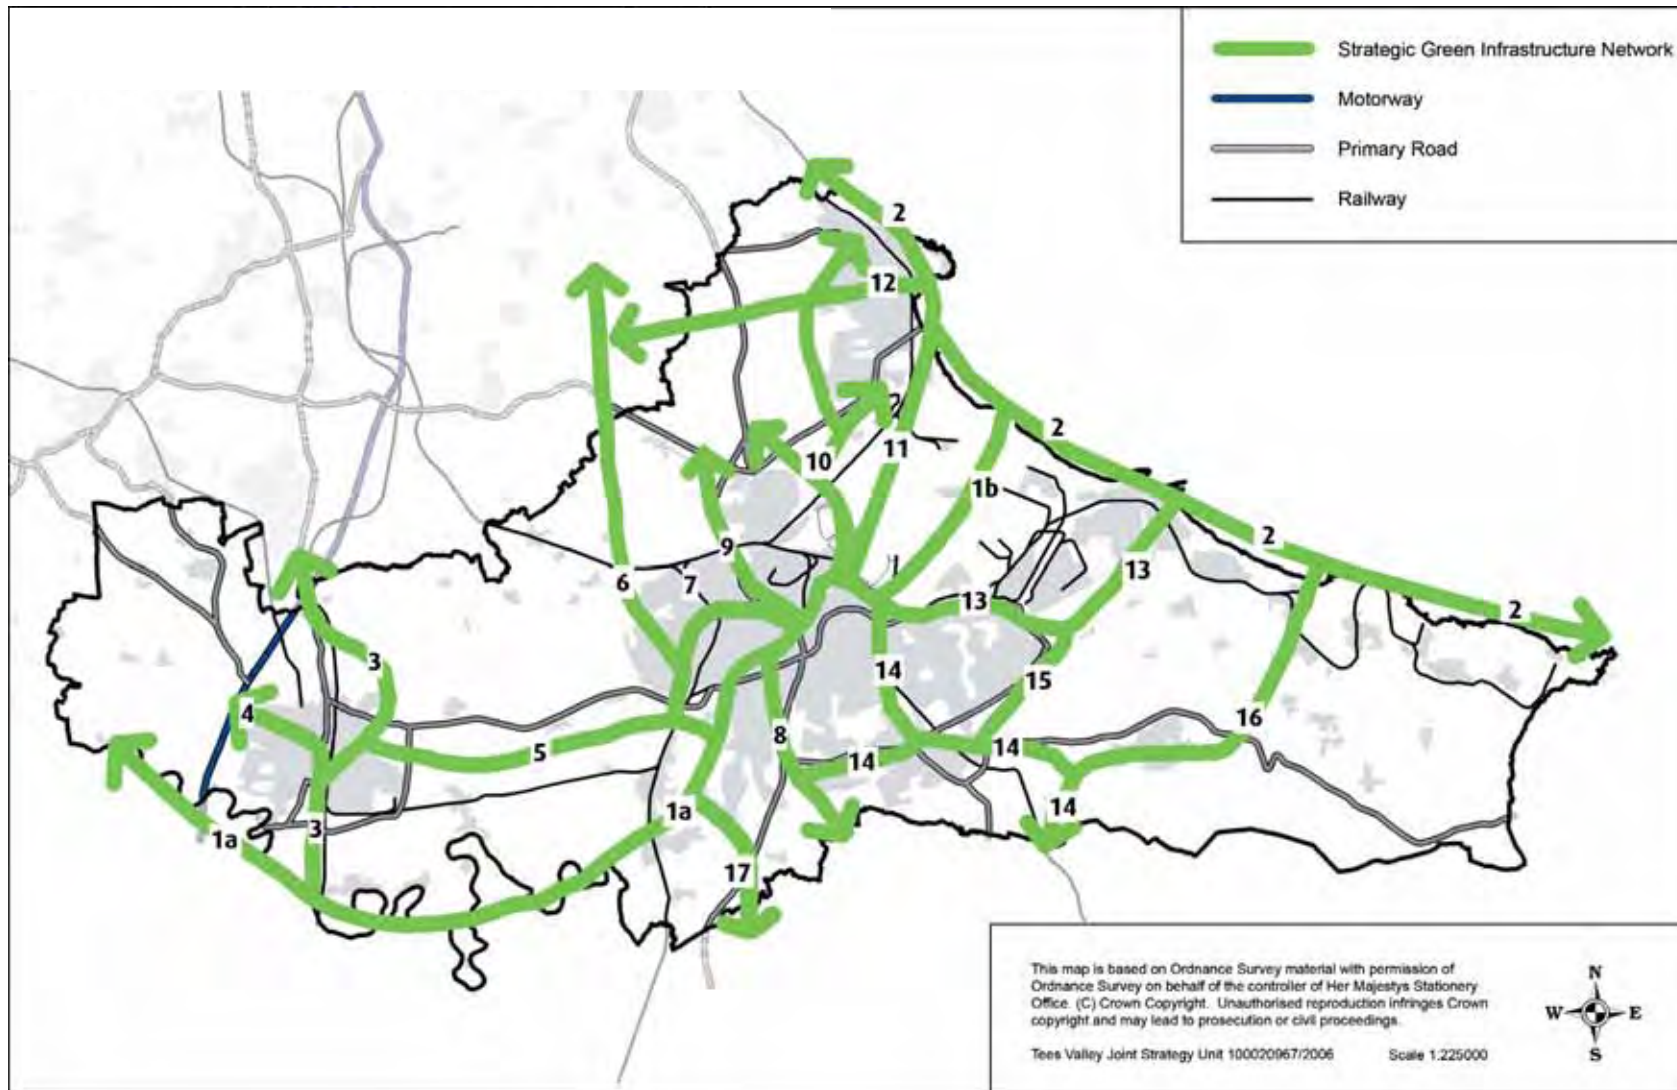 Strategic Green Infrastructure Network
Motorway
Primary Road
Railway
2
12
2
10
11
1b
2
9
6
7
13
13
2
3
14
15
4
16
5
8
14
14
1a
14
3
1a
17
This map is based on Ordnance Survey material with permission of
Ordnance Survey on behalf of the controller of Her Majestys Stationery
Office. (C) Crown Copyright. Unauthorised reproduction infringes Crown
copyright and may lead to prosecution or civil proceedings.
Tees Valley Joint Strategy Unit 100020967/2006 Scale 1:225000
N
W E
S